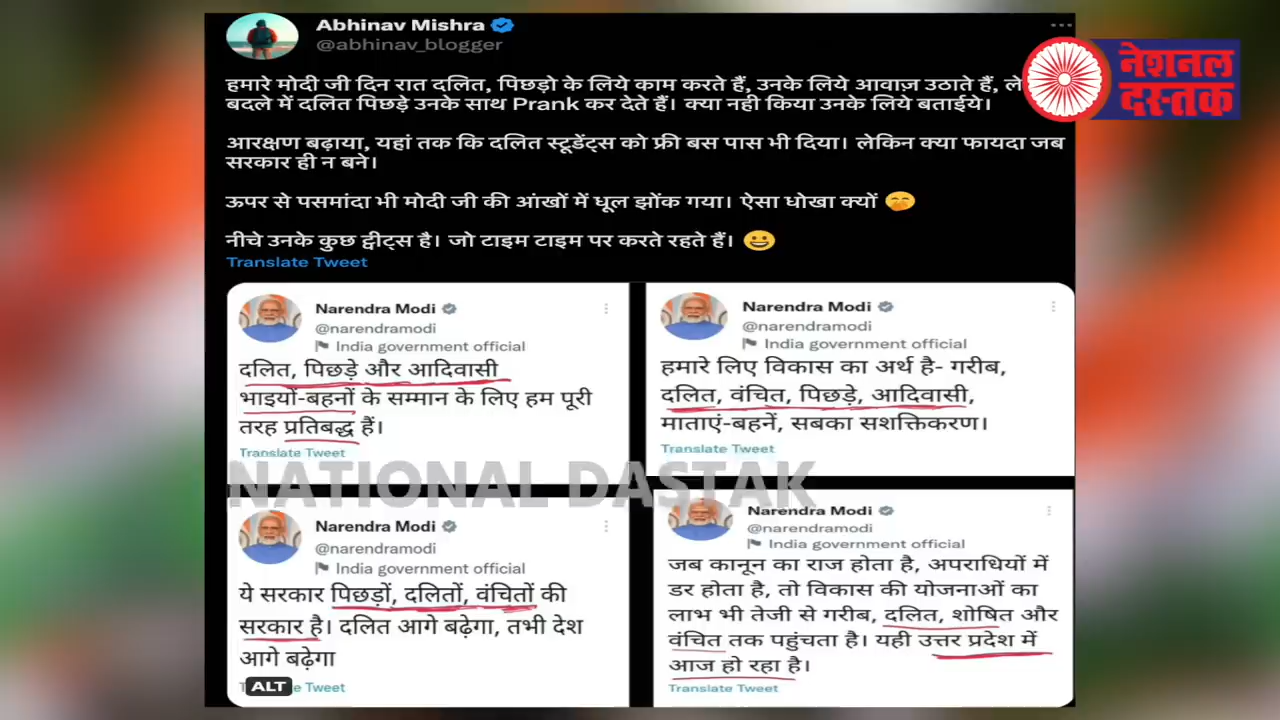 Abhinav Mishra
@abhinav_blogger
नेशनल
दस्तक
हमारे मोदी जी दिन रात दलित, पिछड़ो के लिये काम करते हैं, उनके लिये आवाज़ उठाते हैं, ले
बदले में दलित पिछड़े उनके साथ Prank कर देते हैं। क्या नही किया उनके लिये बताईये।
आरक्षण बढ़ाया, यहां तक कि दलित स्टूडेंट्स को फ्री बस पास भी दिया। लेकिन क्या फायदा जब
सरकार ही न बने।
ऊपर से पसमांदा भी मोदी जी की आंखों में धूल झोंक गया। ऐसा धोखा क्यों 🤭
नीचे उनके कुछ ट्वीट्स है। जो टाइम टाइम पर करते रहते हैं। 😀
Translate Tweet
Narendra Modi
@narendramodi
India government official
दलित, पिछड़े और आदिवासी
भाइयों-बहनों के सम्मान के लिए हम पूरी
तरह प्रतिबद्ध हैं।
Translate Tweet
Narendra Modi
@narendramodi
India government official
हमारे लिए विकास का अर्थ है- गरीब,
दलित, वंचित, पिछड़े, आदिवासी,
माताएं-बहनें, सबका सशक्तिकरण।
Translate Tweet
NATIONAL DASTAK
Narendra Modi
@narendramodi
India government official
ये सरकार पिछड़ों, दलितों, वंचितों की
सरकार है। दलित आगे बढ़ेगा, तभी देश
आगे बढ़ेगा
ALT
e Tweet
Narendra Modi
@narendramodi
India government official
जब कानून का राज होता है, अपराधियों में
डर होता है, तो विकास की योजनाओं का
लाभ भी तेजी से गरीब, दलित, शोषित और
वंचित तक पहुंचता है। यही उत्तर प्रदेश में
आज हो रहा है।
Translate Tweet